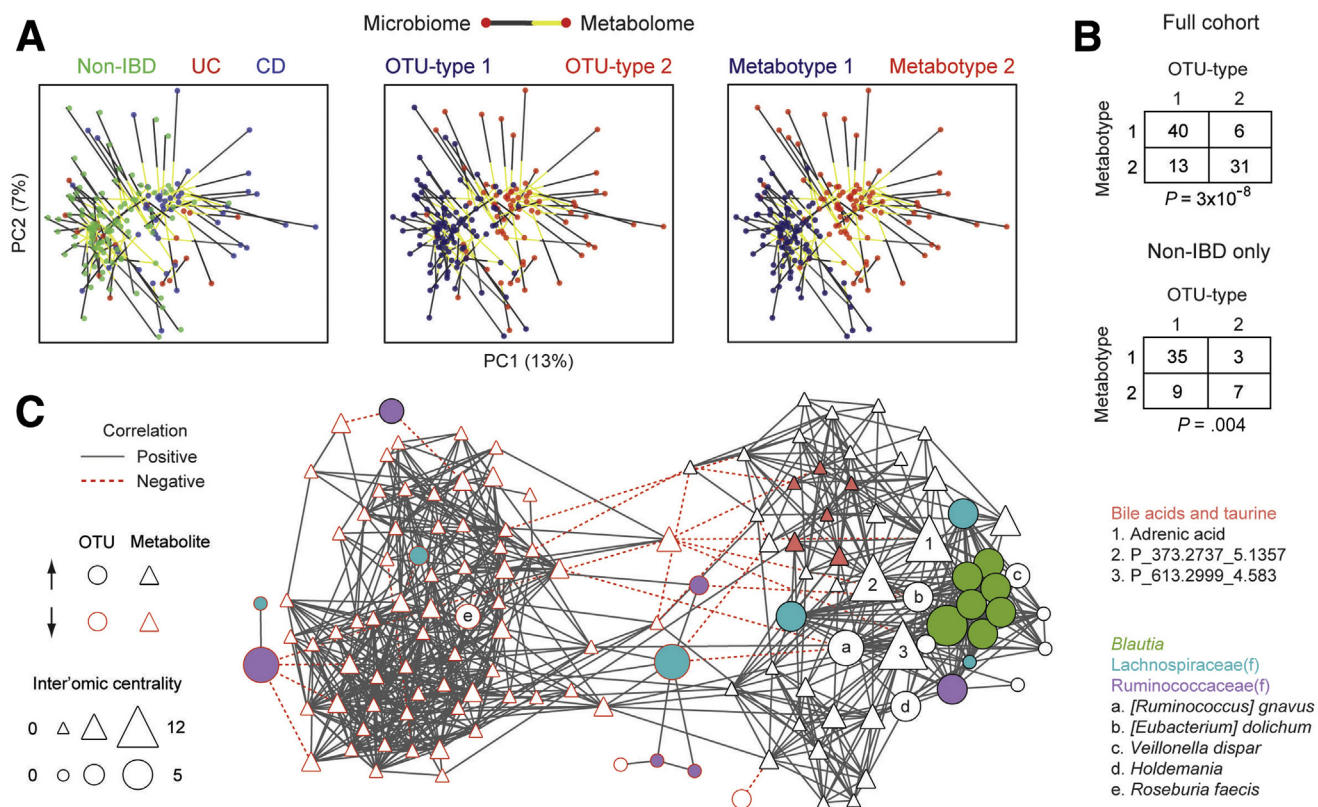 A
Microbiome Metabolome
Non-IBD UC CD
OTU-type 1 OTU-type 2
Metabotype 1 Metabotype 2
PC2 (7%)
PC1 (13%)
B
Full cohort
OTU-type
1 2
Metabotype
1 40 6
2 13 31
P = 3x10⁻⁸
Non-IBD only
OTU-type
1 2
Metabotype
1 35 3
2 9 7
P = .004
C
Correlation
Positive
Negative
OTU Metabolite
Inter'omic centrality
0 12
0 5
e
1
2
b
c
a
3
d
Bile acids and taurine
1. Adrenic acid
2. P_373.2737_5.1357
3. P_613.2999_4.583
Blautia
Lachnospiraceae(f)
Ruminococcaceae(f)
a. [Ruminococcus] gnavus
b. [Eubacterium] dolichum
c. Veillonella dispar
d. Holdemania
e. Roseburia faecis